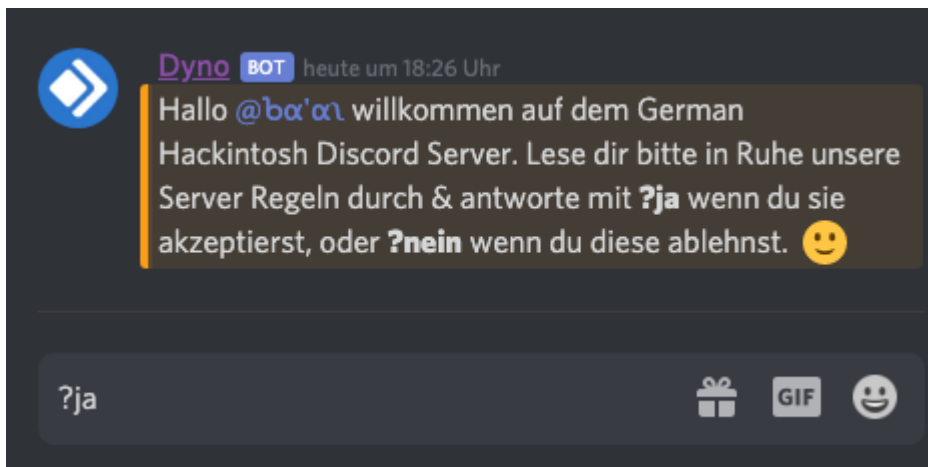 Dyno BOT heute um 18:26 Uhr
Hallo @ɓα'αι willkommen auf dem German
Hackintosh Discord Server. Lese dir bitte in Ruhe unsere
Server Regeln durch & antworte mit ?ja wenn du sie
akzeptierst, oder ?nein wenn du diese ablehnst. 🙂
?ja
GIF